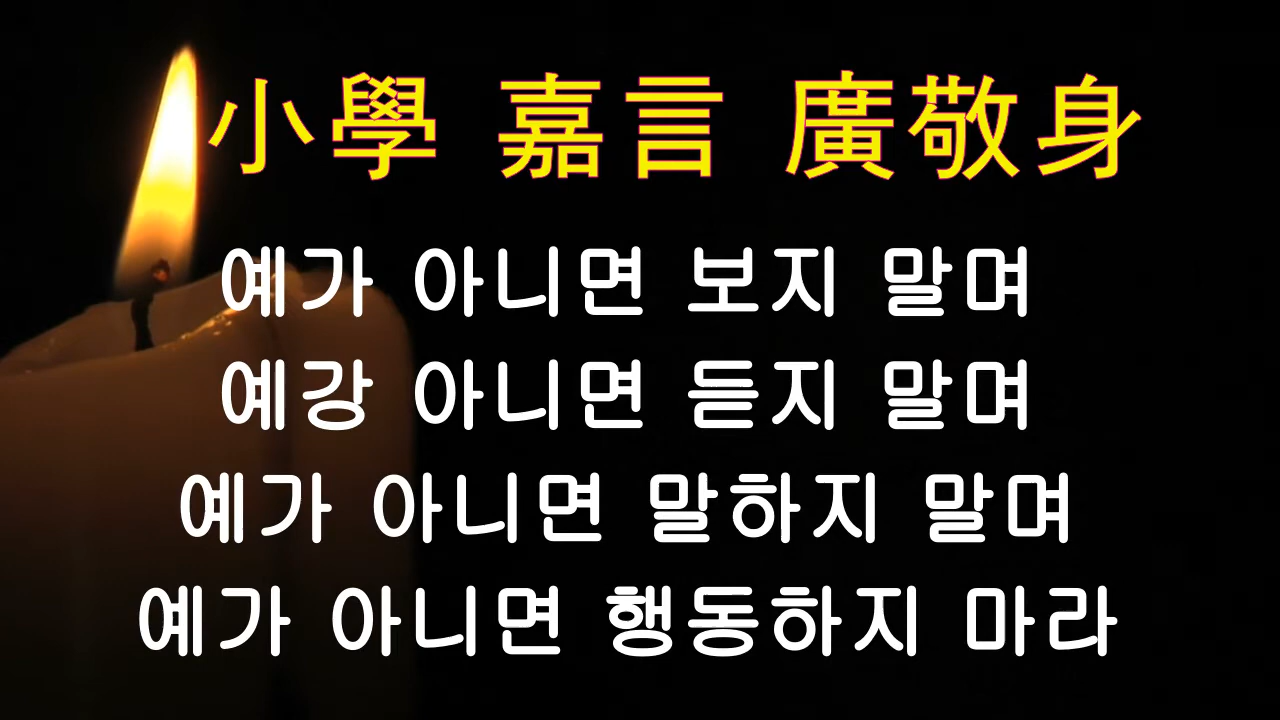 小學 嘉言 廣敬身
예가 아니면 보지 말며
예강 아니면 듣지 말며
예가 아니면 말하지 말며
예가 아니면 행동하지 마라